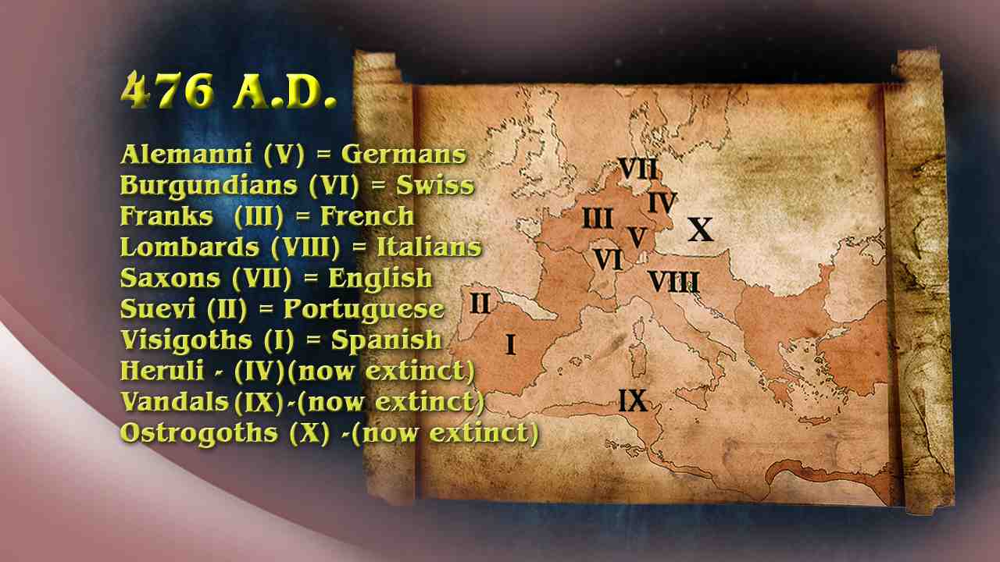 476 A.D.
Alemanni (V) = Germans
Burgundians (VI) = Swiss
Franks (III) = French
Lombards (VIII) = Italians
Saxons (VII) = English
Suevi (II) = Portuguese
Visigoths (I) = Spanish
Heruli - (IV)(now extinct)
Vandals (IX)-(now extinct)
Ostrogoths (X) -(now extinct)
VII
IV
III
X
V
VI
VIII
II
I
IX